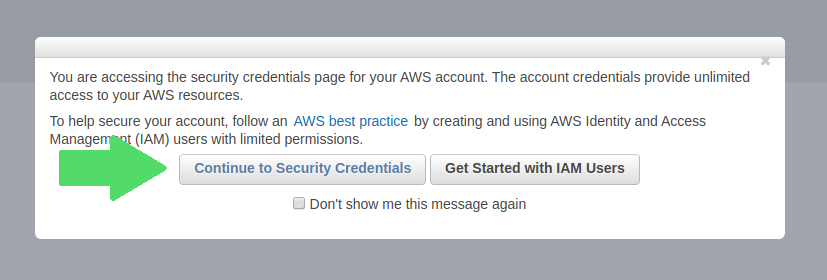 You are accessing the security credentials page for your AWS account. The account credentials provide unlimited
access to your AWS resources.
To help secure your account, follow an AWS best practice by creating and using AWS Identity and Access
Management (IAM) users with limited permissions.
Continue to Security Credentials Get Started with IAM Users
Don't show me this message again